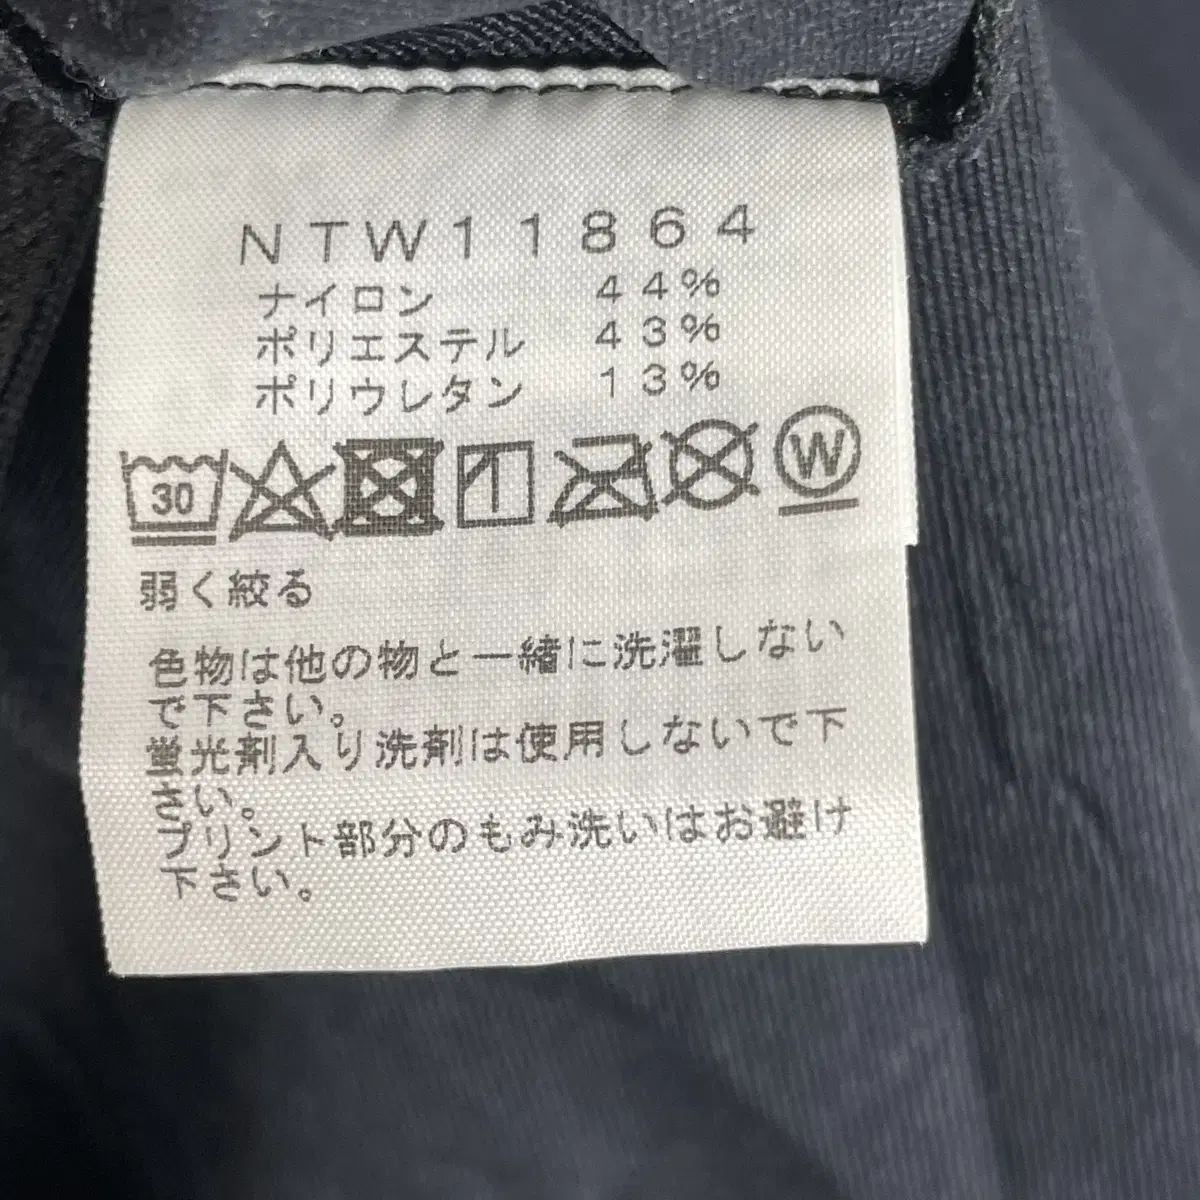 NTW11864
ナイロン 44%
ポリエステル 43%
ポリウレタン 13%
30 W
弱く絞る
色物は他の物と一緒に洗濯しない
で下さい。
蛍光剤入り洗剤は使用しないで下
さい。
プリント部分のもみ洗いはお避け
下さい。